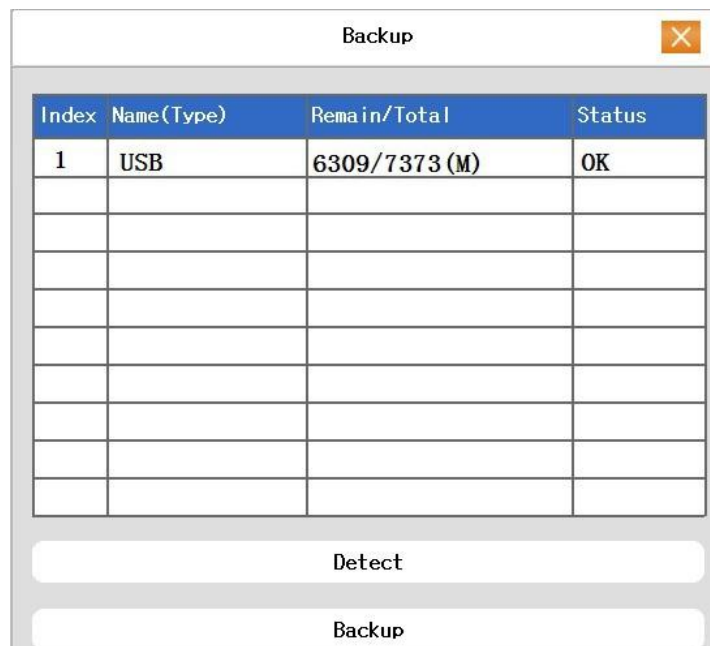 Backup
Index Name(Type) Remain/Total Status
1 USB 6309/7373(M) OK
Detect
Backup